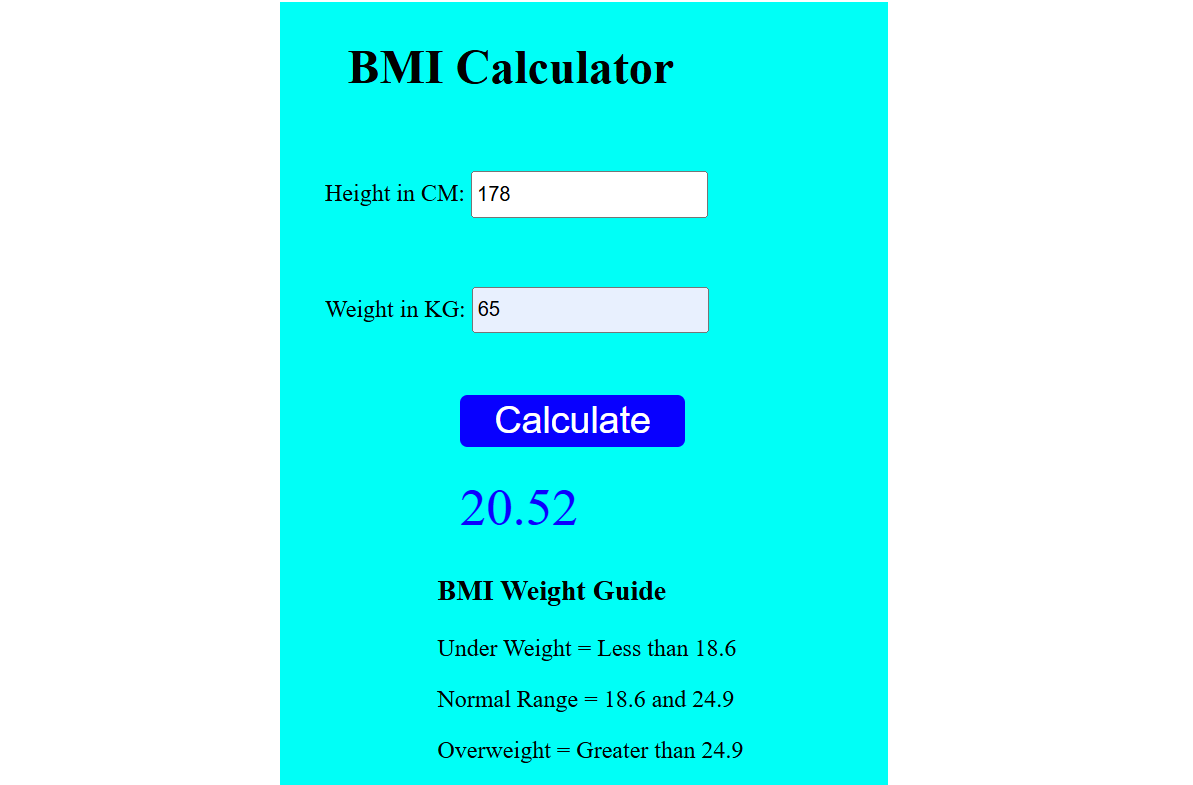 BMI Calculator
Height in CM: 178
Weight in KG: 65
Calculate
20.52
BMI Weight Guide
Under Weight = Less than 18.6
Normal Range = 18.6 and 24.9
Overweight = Greater than 24.9